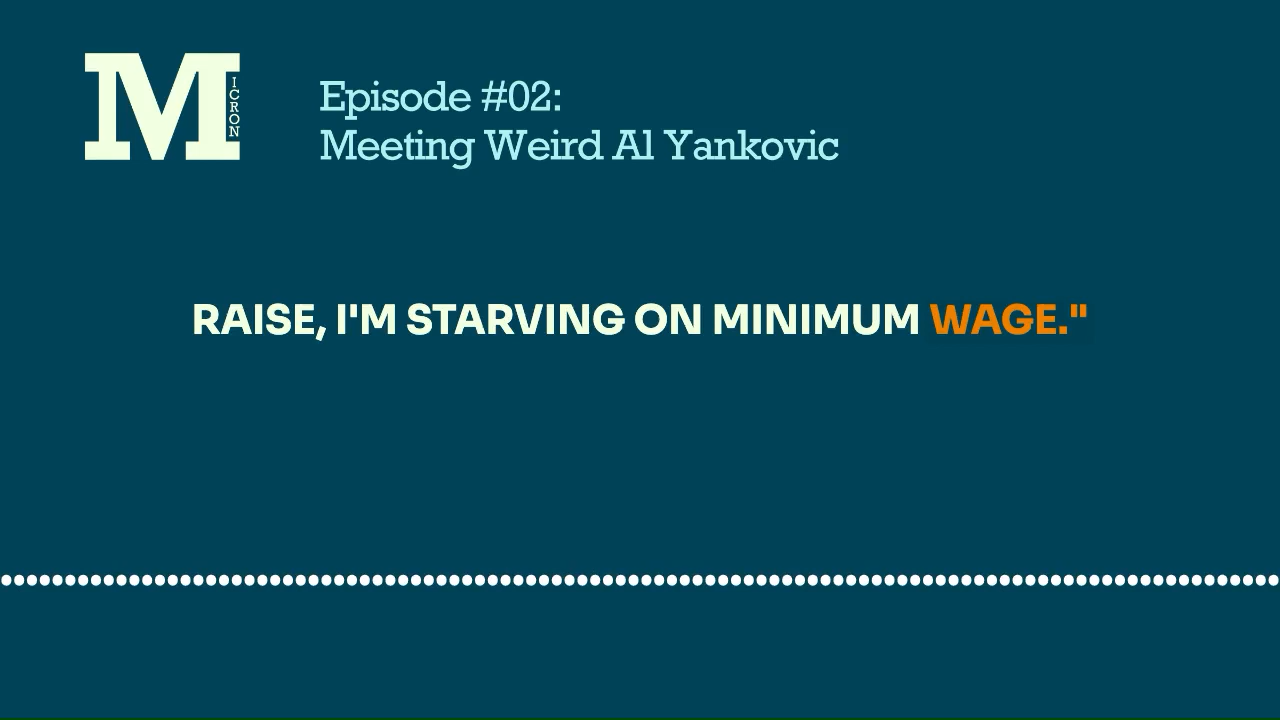 M
ICRON
Episode #02:
Meeting Weird Al Yankovic
RAISE, I'M STARVING ON MINIMUM WAGE."